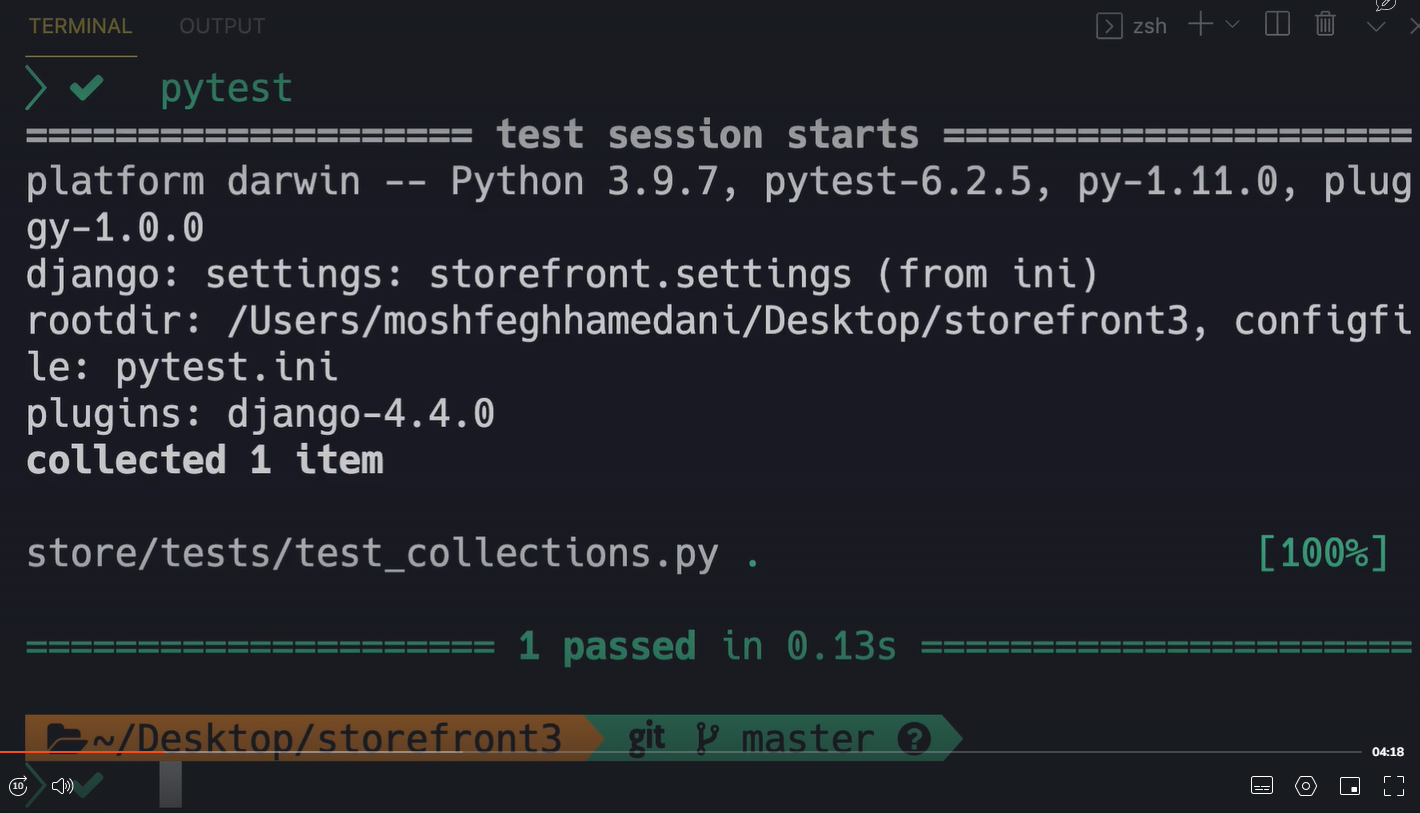 TERMINAL OUTPUT zsh
pytest
==================== test session starts =====================
platform darwin -- Python 3.9.7, pytest-6.2.5, py-1.11.0, plug
gy-1.0.0
django: settings: storefront.settings (from ini)
rootdir: /Users/moshfeghhamedani/Desktop/storefront3, configfi
le: pytest.ini
plugins: django-4.4.0
collected 1 item
store/tests/test_collections.py . [100%]
===================== 1 passed in 0.13s ======================
~/Desktop/storefront3 git master ?
04:18
10